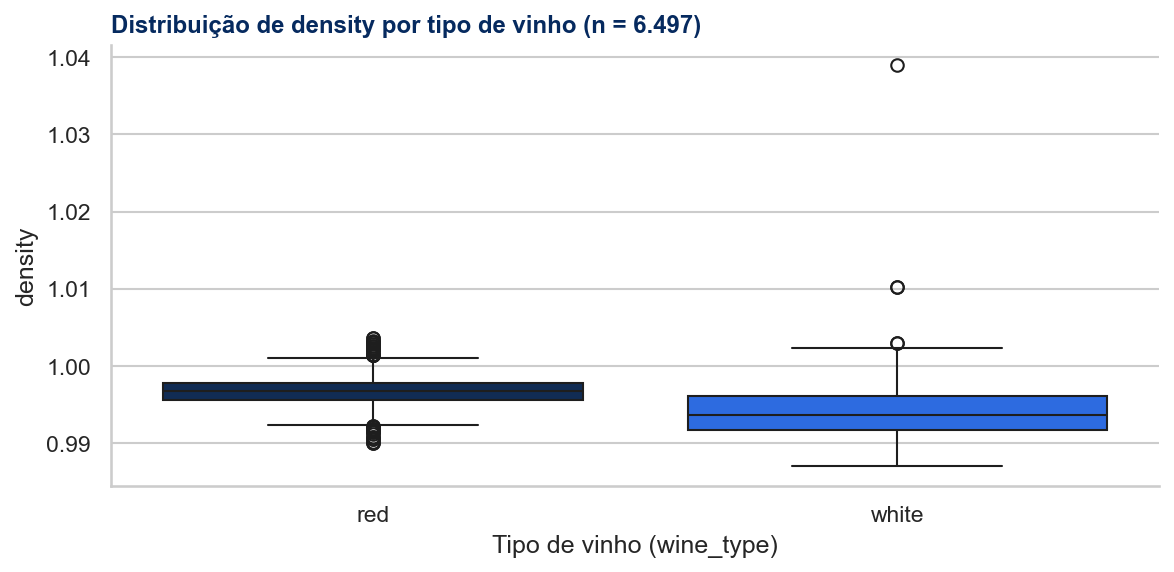 Distribuição de density por tipo de vinho (n = 6.497)
1.04
1.03
1.02
1.01
1.00
0.99
density
red white
Tipo de vinho (wine_type)